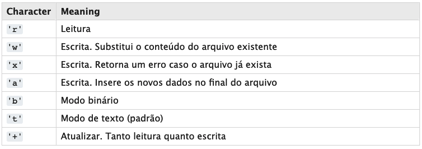 Character Meaning
'r' Leitura
'w' Escrita. Substitui o conteúdo do arquivo existente
'x' Escrita. Retorna um erro caso o arquivo já exista
'a' Escrita. Insere os novos dados no final do arquivo
'b' Modo binário
't' Modo de texto (padrão)
'+' Atualizar. Tanto leitura quanto escrita